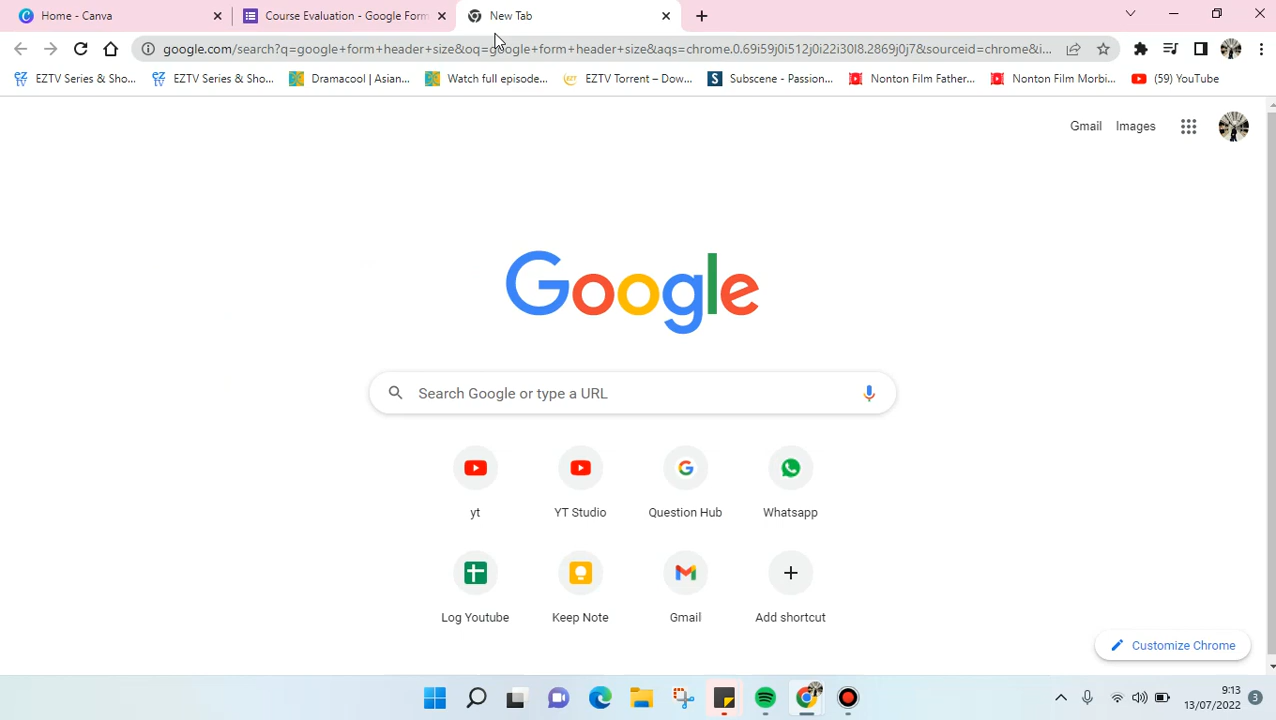 Home - Canva
Course Evaluation - Google Form
New Tab
google.com/search?q=google+form+header+size&oq=google+form+header+size&aqs=chrome.0.69i59j0i512j0i22i30l8.2869j0j7&sourceid=chrome&i...
EZTV Series & Sho...
EZTV Series & Sho...
Dramacool | Asian...
Watch full episode...
EZTV Torrent – Dow...
Subscene - Passion...
Nonton Film Father...
Nonton Film Morbi...
(59) YouTube
Gmail
Images
Google
Search Google or type a URL
yt
YT Studio
Question Hub
Whatsapp
Log Youtube
Keep Note
Gmail
Add shortcut
Customize Chrome
9:13
13/07/2022
3